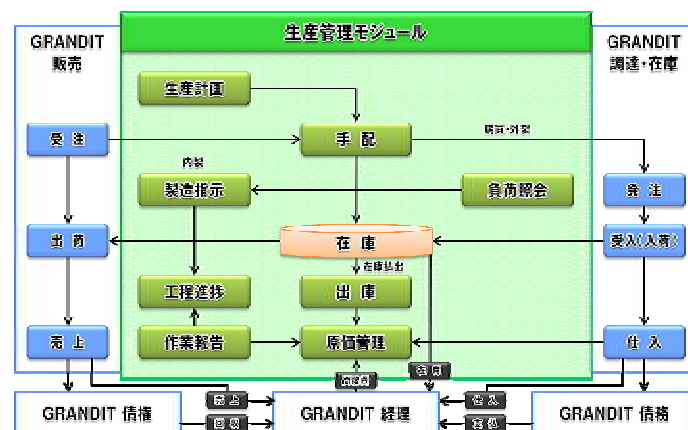 生産管理モジュール
GRANDIT
販売
GRANDIT
調達・在庫
生産計画
受注
手配
購買・外製
内製
製造指示
負荷照会
発注
出荷
在庫
受入(入荷)
在庫払出
工程進捗
出庫
売上
作業報告
原価管理
仕入
売上
仕入
回収
GRANDIT 債権
GRANDIT 経理
GRANDIT 債務